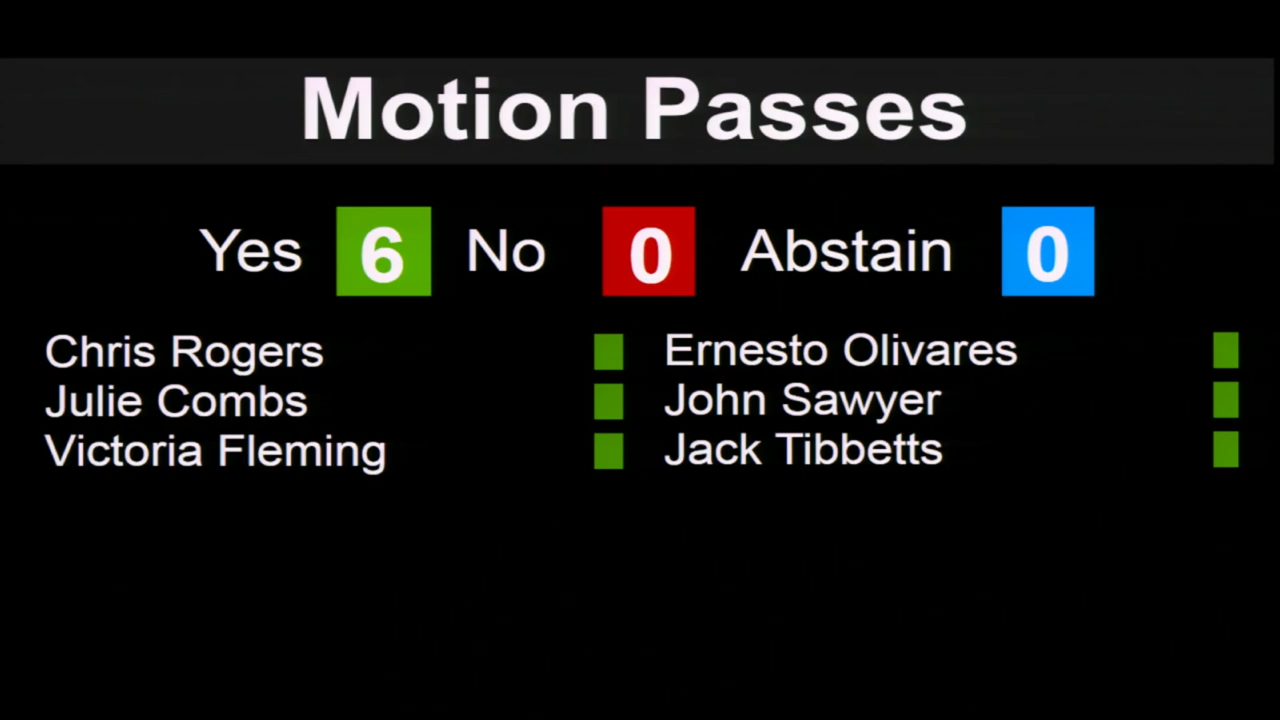 Motion Passes
Yes 6 No 0 Abstain 0
Chris Rogers Ernesto Olivares
Julie Combs John Sawyer
Victoria Fleming Jack Tibbetts